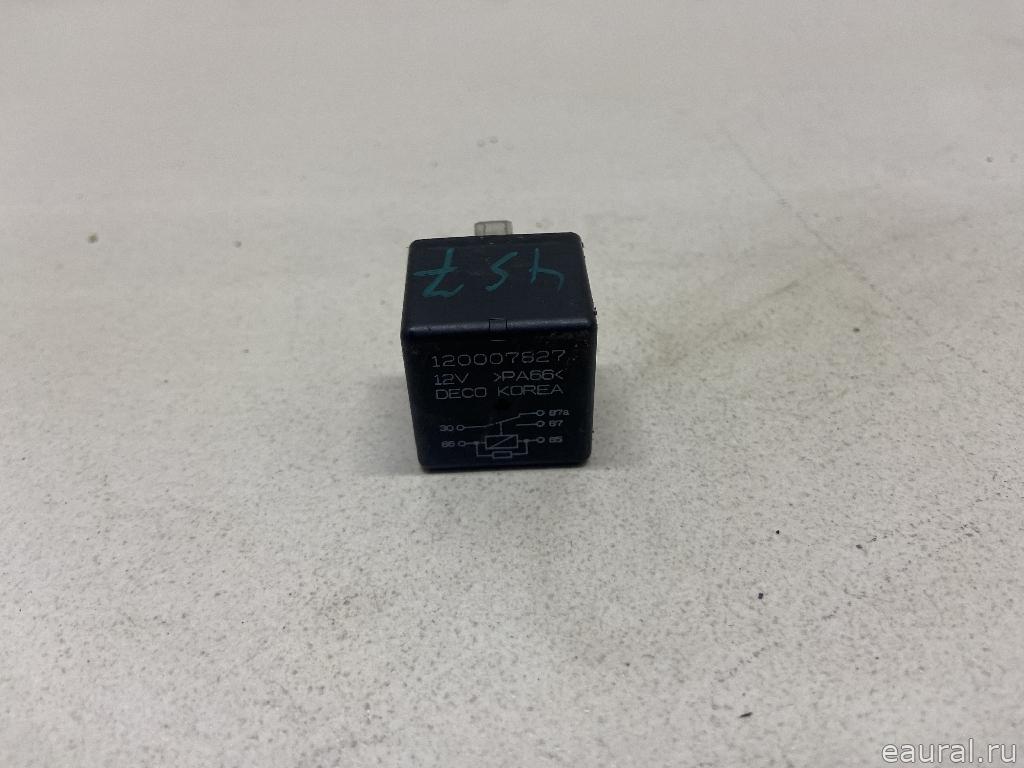 457
120007827
12V >PA66<
DECO KOREA
87a
30 87
86 85
eaural.ru